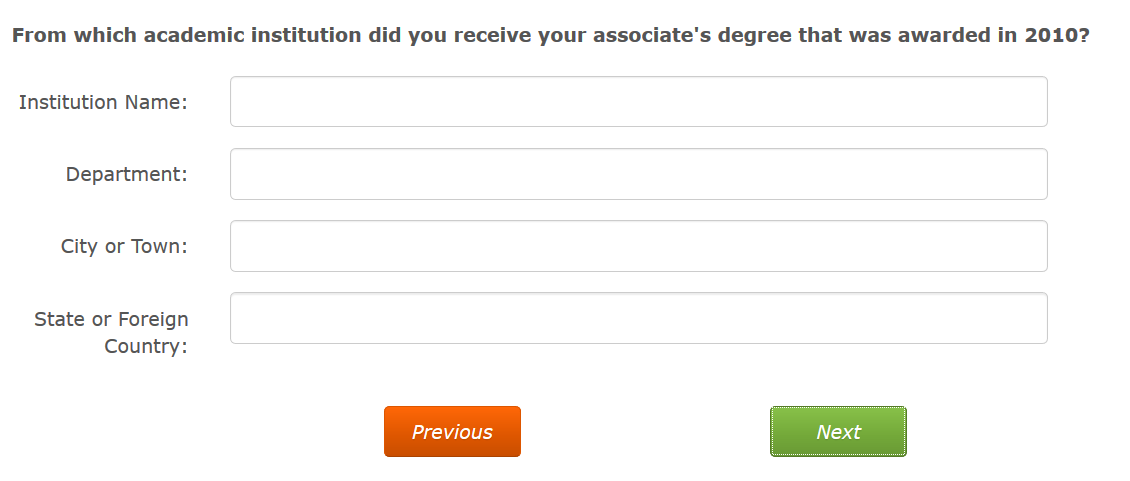 From which academic institution did you receive your associate's degree that was awarded in 2010?
Institution Name:
Department:
City or Town:
State or Foreign
Country:
Previous
Next